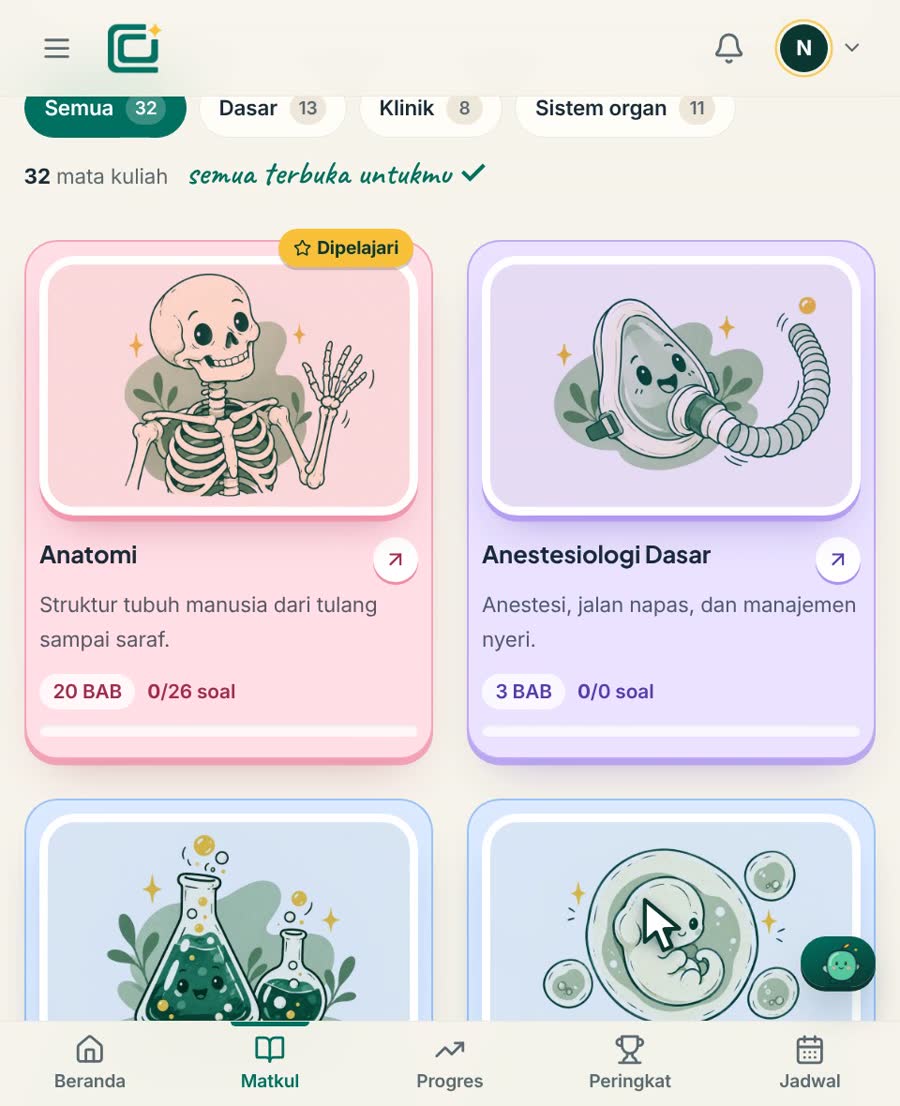 N
Semua 32 Dasar 13 Klinik 8 Sistem organ 11
32 mata kuliah semua terbuka untukmu
Dipelajari
Anatomi
Struktur tubuh manusia dari tulang
sampai saraf.
20 BAB 0/26 soal
Anestesiologi Dasar
Anestesi, jalan napas, dan manajemen
nyeri.
3 BAB 0/0 soal
Beranda Matkul Progres Peringkat Jadwal